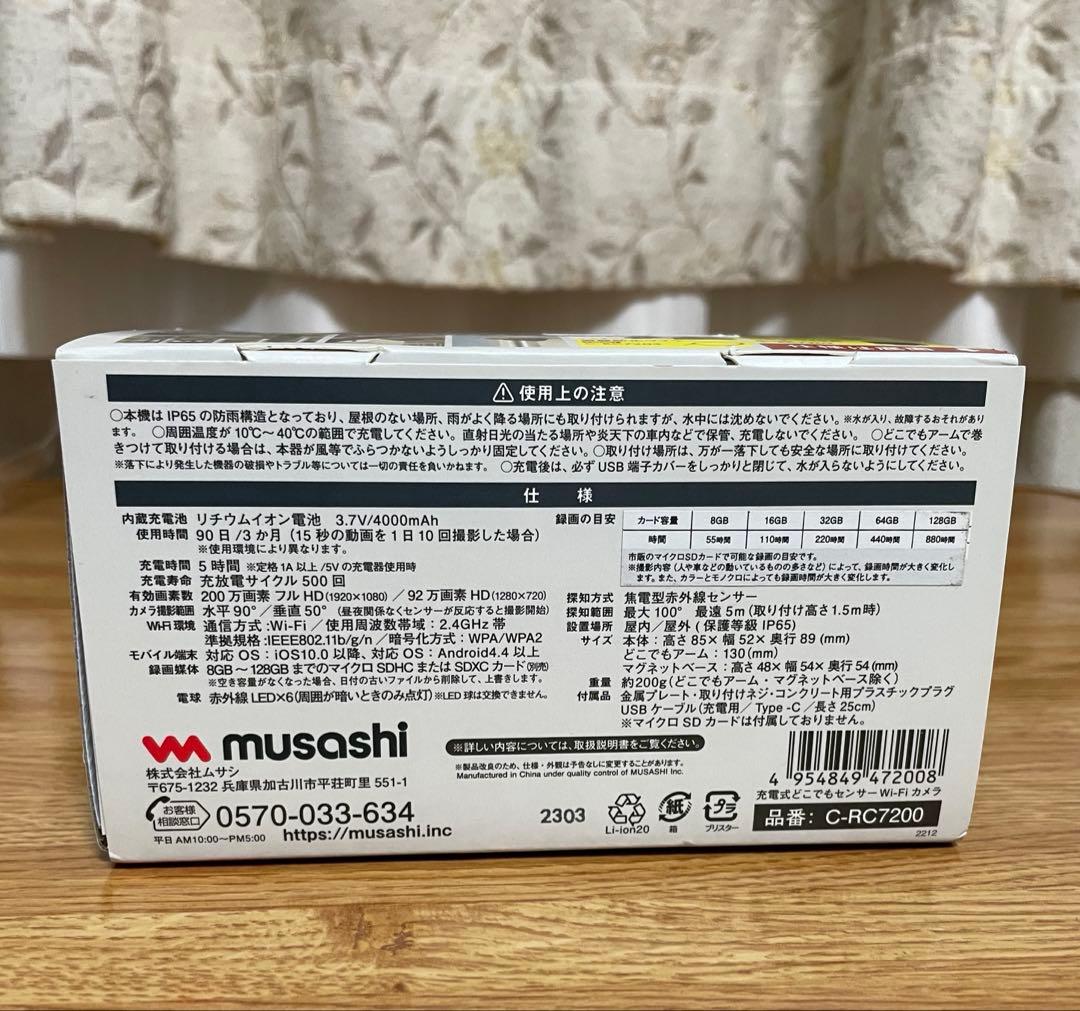 ⚠使用上の注意
○本機は IP65 の防雨構造となっており、屋根のない場所、雨がよく降る場所にも取り付けられますが、水中には沈めないでください。※水が入り、故障するおそれがあり
ます。 ○周囲温度が 10℃〜40℃の範囲で充電してください。直射日光の当たる場所や炎天下の車内などで保管、充電しないでください。 ○どこでもアームで巻
きつけて取り付ける場合は、本器が風等でふらつかないようしっかり固定してください。○取り付け場所は、万が一落下しても安全な場所に取り付けてください。
※落下により発生した機器の破損やトラブル等については一切の責任を負いかねます。 ○充電後は、必ず USB 端子カバーをしっかりと閉じて、水が入らないようにしてください。
仕 様
内蔵充電池 リチウムイオン電池 3.7V/4000mAh
使用時間 90 日/3 か月（15 秒の動画を 1 日 10 回撮影した場合）
※使用環境により異なります。
充電時間 5 時間 ※定格 1A 以上/5V の充電器使用時
充電寿命 充放電サイクル 500 回
有効画素数 200 万画素 フル HD(1920×1080)／92 万画素 HD(1280×720)
カメラ撮影範囲 水平 90°／垂直 50°（昼夜関係なくセンサーが反応すると撮影開始）
Wi-Fi 環境 通信方式：Wi-Fi／使用周波数帯域：2.4GHz 帯
準拠規格：IEEE802.11b/g/n／暗号化方式：WPA/WPA2
モバイル端末 対応 OS：iOS10.0 以降、対応 OS：Android4.4 以上
録画媒体 8GB〜128GB までのマイクロ SDHC または SDXC カード(別売)
※空き容量がなくなった場合、日付の古いファイルから削除して、上書きします。
電球 赤外線 LED×6（周囲が暗いときのみ点灯）※LED 球は交換できません。
録画の目安
カード容量 8GB 16GB 32GB 64GB 128GB
時間 55時間 110時間 220時間 440時間 880時間
市販のマイクロSDカードで可能な録画の目安です。
※撮影内容（人や車などの動いているものの多さなど）によって、録画時間が大きく変化し
ます。また、カラーとモノクロによっても録画時間が大きく変化します。
探知方式 焦電型赤外線センサー
探知範囲 最大 100° 最遠 5m（取り付け高さ1.5m時）
設置場所 屋内／屋外（保護等級 IP65）
サイズ 本体：高さ 85×幅 52×奥行 89 (mm)
どこでもアーム：130(mm)
マグネットベース：高さ 48×幅 54×奥行 54(mm)
重量 約200g（どこでもアーム・マグネットベース除く）
付属品 金属プレート・取り付けネジ・コンクリート用プラスチックプラグ
USB ケーブル(充電用／Type -C／長さ 25cm)
※マイクロ SD カードは付属しておりません。
musashi
株式会社ムサシ
〒675-1232 兵庫県加古川市平荘町里 551-1
お客様
相談窓口
0570-033-634
平日 AM10:00〜PM5:00
https://musashi.inc
※詳しい内容については、取扱説明書をご覧ください。
※製品改良のため、仕様・外観は予告なしに変更することがあります。
Manufactured in China under quality control of MUSASHI Inc.
2303
Li-ion20
紙
箱
プラ
ブリスター
4 954849 472008
充電式どこでもセンサー Wi-Fi カメラ
品番： C-RC7200
2212